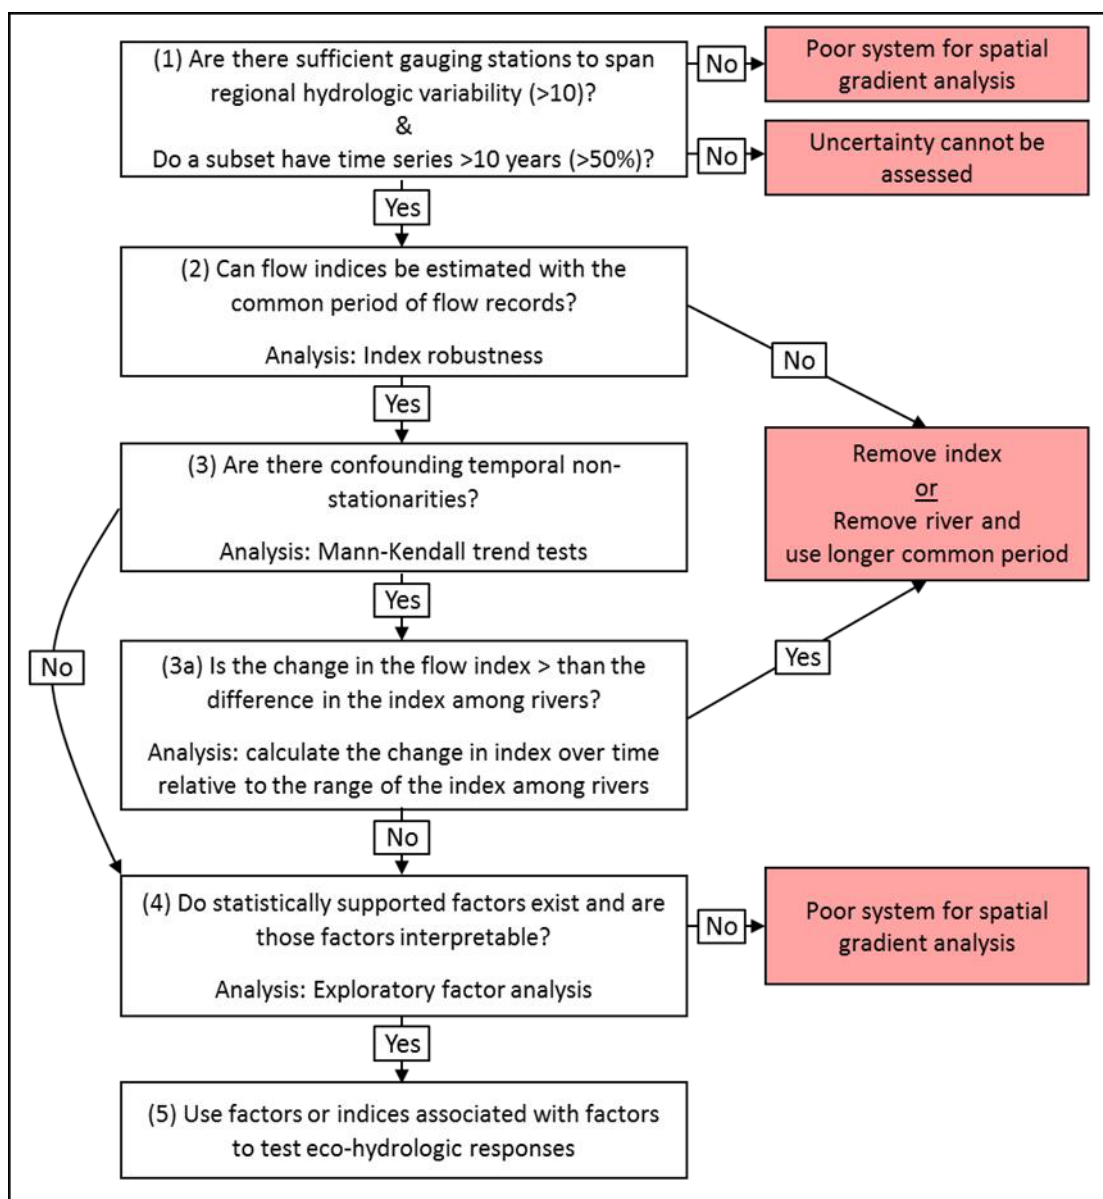 (1) Are there sufficient gauging stations to span
regional hydrologic variability (>10)?
&
Do a subset have time series >10 years (>50%)?
No
Poor system for spatial
gradient analysis
No
Uncertainty cannot be
assessed
Yes
(2) Can flow indices be estimated with the
common period of flow records?
Analysis: Index robustness
No
Yes
(3) Are there confounding temporal non-
stationarities?
Analysis: Mann-Kendall trend tests
Remove index
or
Remove river and
use longer common period
Yes
No
(3a) Is the change in the flow index > than the
difference in the index among rivers?
Analysis: calculate the change in index over time
relative to the range of the index among rivers
Yes
No
(4) Do statistically supported factors exist and are
those factors interpretable?
Analysis: Exploratory factor analysis
No
Poor system for spatial
gradient analysis
Yes
(5) Use factors or indices associated with factors
to test eco-hydrologic responses